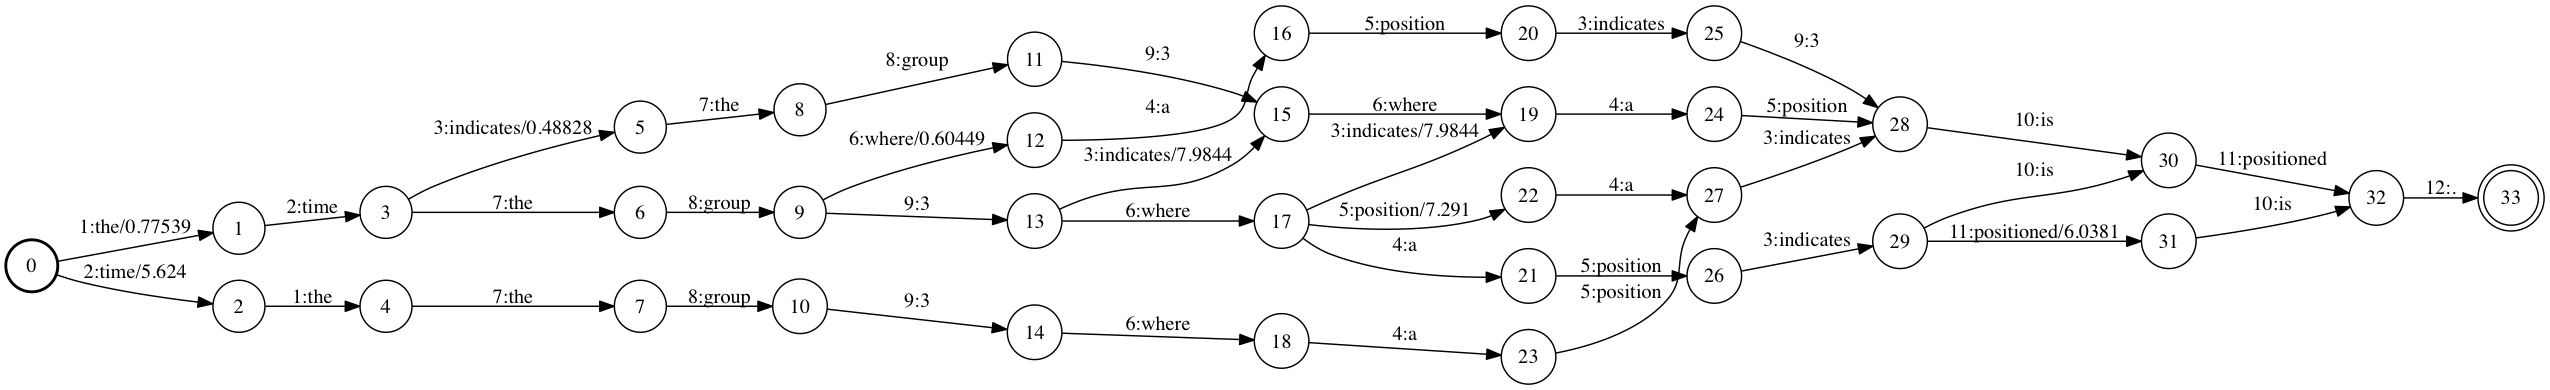 16
5:position
20
3:indicates
25
9:3
11
9:3
8:group
4:a
8
7:the
15
6:where
19
4:a
24
5:position
28
10:is
5
3:indicates/0.48828
6:where/0.60449
12
3:indicates/7.9844
3:indicates/7.9844
3:indicates
30
11:positioned
10:is
1:the/0.77539
1
2:time
3
7:the
6
8:group
9
9:3
13
6:where
17
5:position/7.291
22
4:a
27
32
12:.
33
10:is
0
2:time/5.624
4:a
21
5:position
26
3:indicates
29
11:positioned/6.0381
31
2
1:the
4
7:the
7
8:group
10
9:3
14
6:where
18
4:a
23
5:position